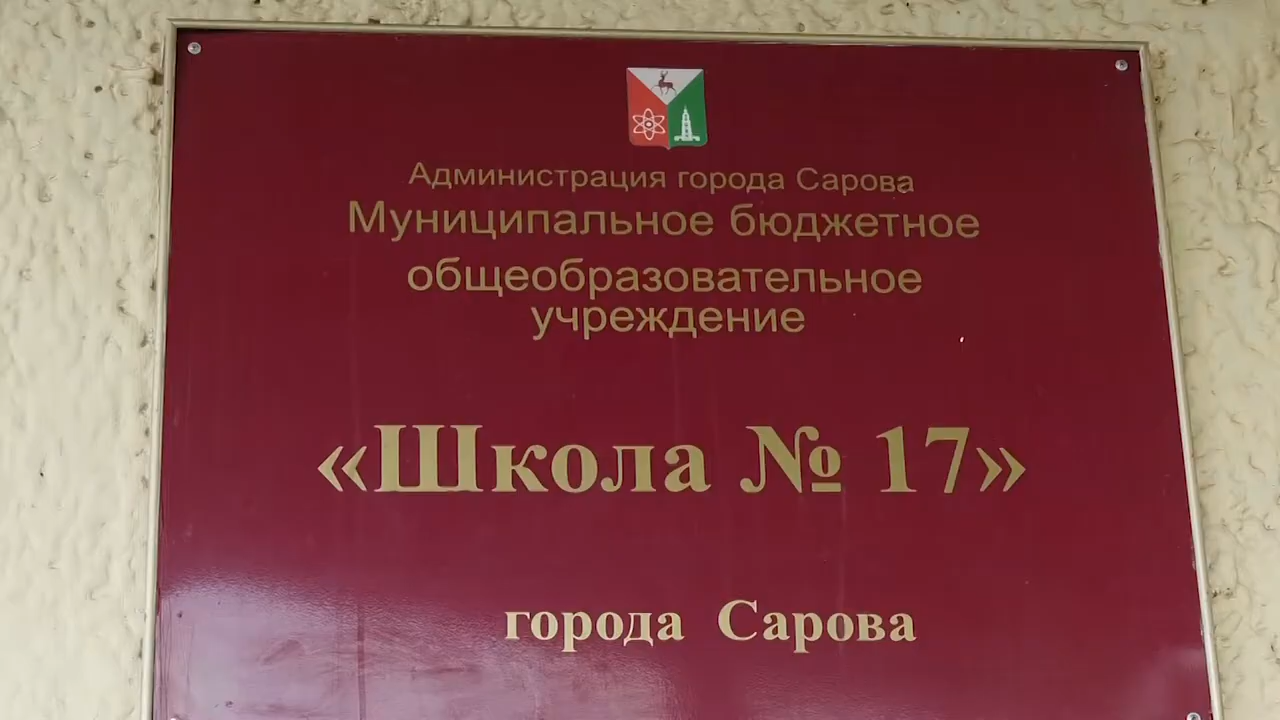 Администрация города Сарова
Муниципальное бюджетное
общеобразовательное
учреждение
«Школа № 17»
города Сарова